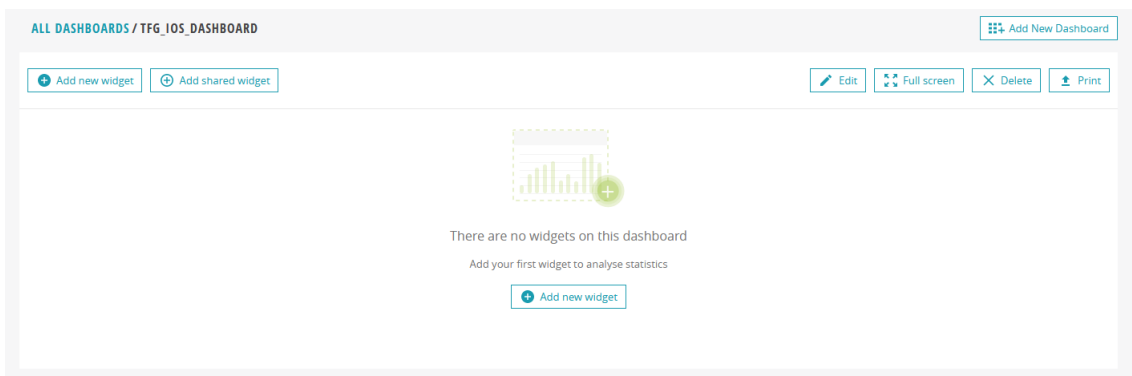 ALL DASHBOARDS / TFG_IOS_DASHBOARD
Add New Dashboard
Add new widget
Add shared widget
Edit
Full screen
Delete
Print
There are no widgets on this dashboard
Add your first widget to analyse statistics
Add new widget